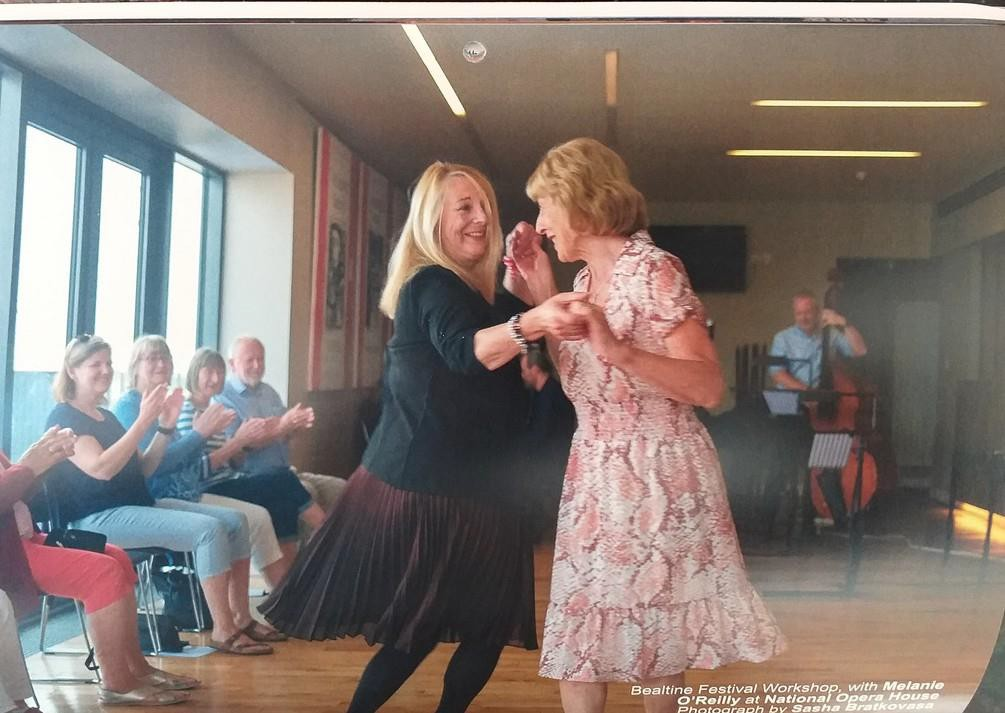 Bealtine Festival Workshop, with Melanie
O'Reilly at National Opera House
Photograph by Sasha Bratkovasa